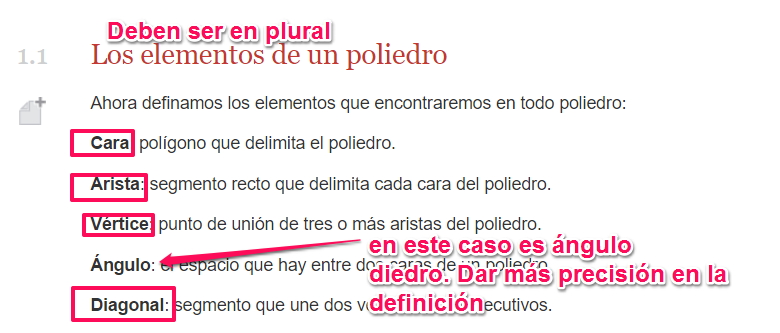 Deben ser en plural
1.1 Los elementos de un poliedro
Ahora definamos los elementos que encontraremos en todo poliedro:
Cara: polígono que delimita el poliedro.
Arista: segmento recto que delimita cada cara del poliedro.
Vértice: punto de unión de tres o más aristas del poliedro.
en este caso es ángulo
Ángulo: el espacio que hay entre dos caras de un poliedro
diedro. Dar más precisión en la
definición
Diagonal: segmento que une dos